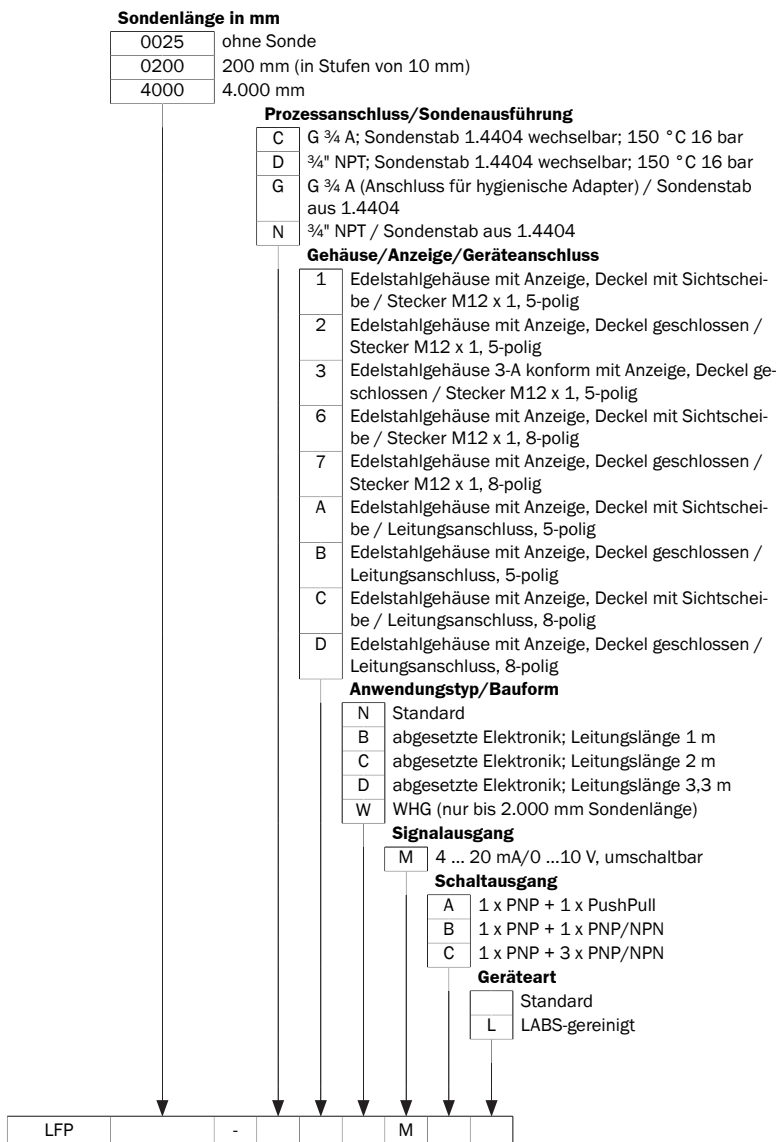 Sondenlänge in mm
0025 ohne Sonde
0200 200 mm (in Stufen von 10 mm)
4000 4.000 mm
Prozessanschluss/Sondenausführung
C G ¾ A; Sondenstab 1.4404 wechselbar; 150 °C 16 bar
D ¾" NPT; Sondenstab 1.4404 wechselbar; 150 °C 16 bar
G G ¾ A (Anschluss für hygienische Adapter) / Sondenstab
aus 1.4404
N ¾" NPT / Sondenstab aus 1.4404
Gehäuse/Anzeige/Geräteanschluss
1 Edelstahlgehäuse mit Anzeige, Deckel mit Sichtschei-
be / Stecker M12 x 1, 5-polig
2 Edelstahlgehäuse mit Anzeige, Deckel geschlossen /
Stecker M12 x 1, 5-polig
3 Edelstahlgehäuse 3-A konform mit Anzeige, Deckel ge-
schlossen / Stecker M12 x 1, 5-polig
6 Edelstahlgehäuse mit Anzeige, Deckel mit Sichtschei-
be / Stecker M12 x 1, 8-polig
7 Edelstahlgehäuse mit Anzeige, Deckel geschlossen /
Stecker M12 x 1, 8-polig
A Edelstahlgehäuse mit Anzeige, Deckel mit Sichtschei-
be / Leitungsanschluss, 5-polig
B Edelstahlgehäuse mit Anzeige, Deckel geschlossen /
Leitungsanschluss, 5-polig
C Edelstahlgehäuse mit Anzeige, Deckel mit Sichtschei-
be / Leitungsanschluss, 8-polig
D Edelstahlgehäuse mit Anzeige, Deckel geschlossen /
Leitungsanschluss, 8-polig
Anwendungstyp/Bauform
N Standard
B abgesetzte Elektronik; Leitungslänge 1 m
C abgesetzte Elektronik; Leitungslänge 2 m
D abgesetzte Elektronik; Leitungslänge 3,3 m
W WHG (nur bis 2.000 mm Sondenlänge)
Signalausgang
M 4 ... 20 mA/0 ...10 V, umschaltbar
Schaltausgang
A 1 x PNP + 1 x PushPull
B 1 x PNP + 1 x PNP/NPN
C 1 x PNP + 3 x PNP/NPN
Geräteart
Standard
L LABS-gereinigt
LFP - M